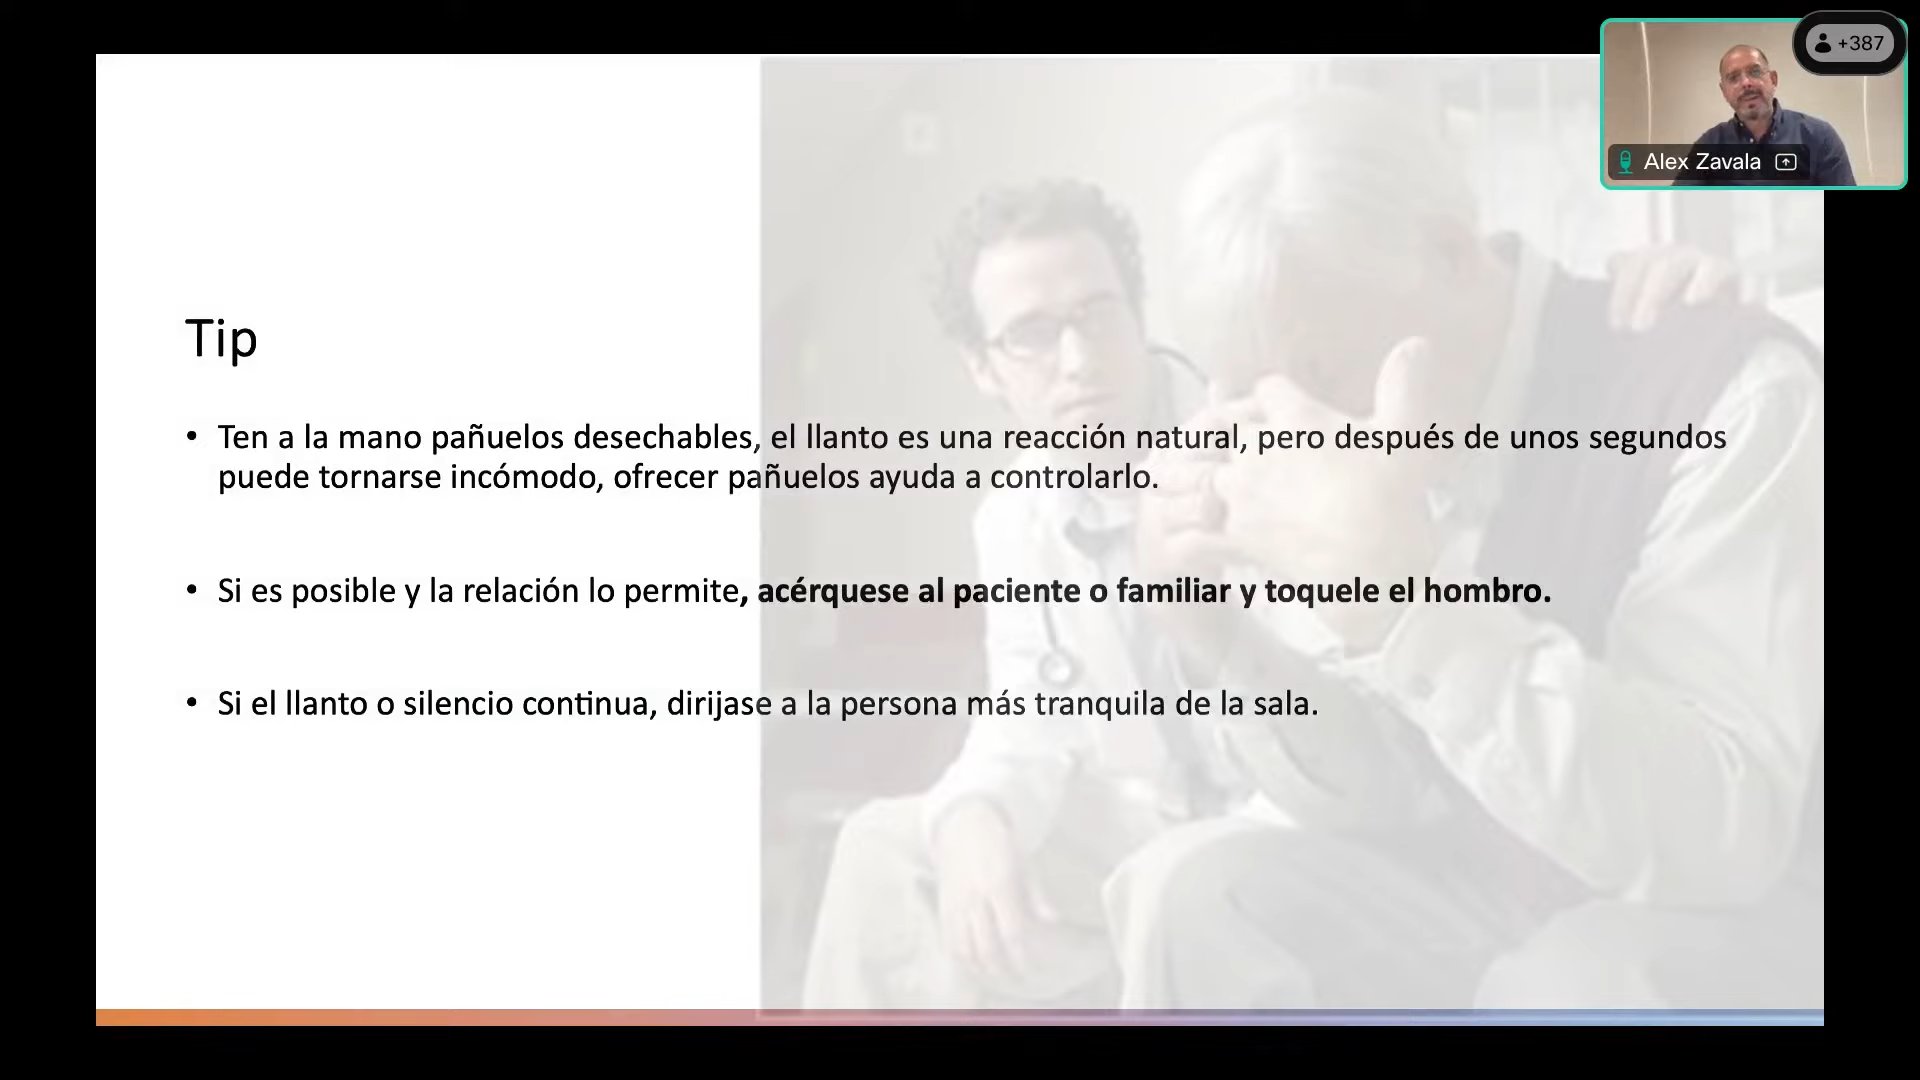 +387
Alex Zavala
Tip
• Ten a la mano pañuelos desechables, el llanto es una reacción natural, pero después de unos segundos
puede tornarse incómodo, ofrecer pañuelos ayuda a controlarlo.
• Si es posible y la relación lo permite, acérquese al paciente o familiar y toquele el hombro.
• Si el llanto o silencio continua, dirijase a la persona más tranquila de la sala.